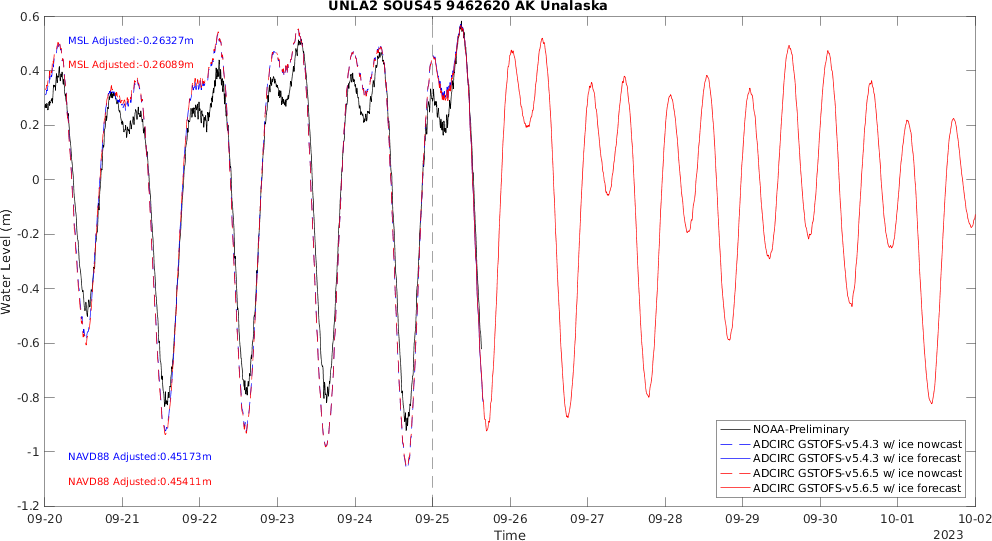 UNLA2 SOUS45 9462620 AK Unalaska
MSL Adjusted:-0.26327m
MSL Adjusted:-0.26089m
0.6
0.4
0.2
0
-0.2
-0.4
-0.6
-0.8
-1
-1.2
Water Level (m)
NAVD88 Adjusted:0.45173m
NAVD88 Adjusted:0.45411m
NOAA-Preliminary
ADCIRC GSTOFS-v5.4.3 w/ ice nowcast
ADCIRC GSTOFS-v5.4.3 w/ ice forecast
ADCIRC GSTOFS-v5.6.5 w/ ice nowcast
ADCIRC GSTOFS-v5.6.5 w/ ice forecast
09-20 09-21 09-22 09-23 09-24 09-25 09-26 09-27 09-28 09-29 09-30 10-01 10-02
Time
2023